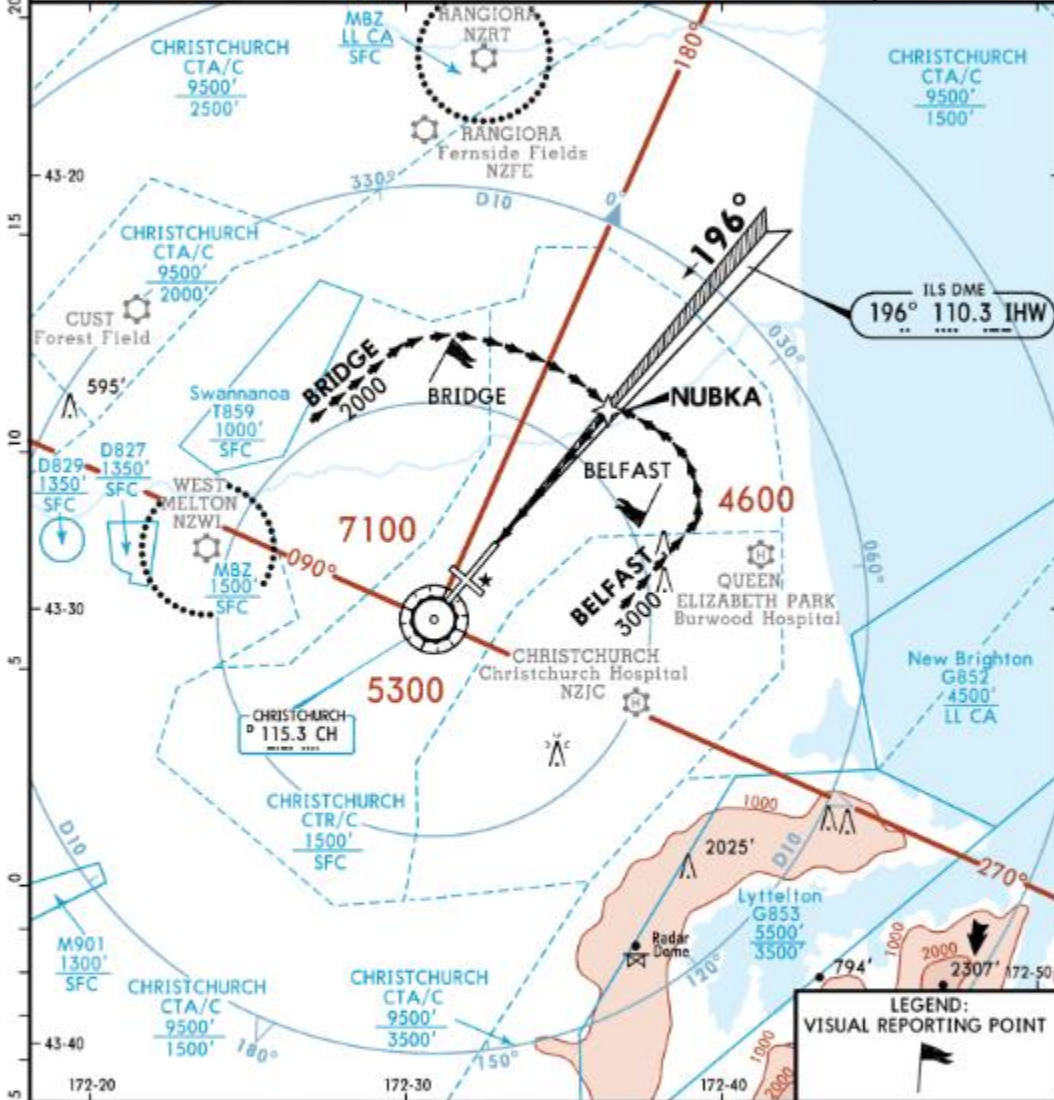 20
RANGIORA
NZRT
MBZ
LL CA
SFC
CHRISTCHURCH
CTA/C
9500'
2500'
180°
CHRISTCHURCH
CTA/C
9500'
1500'
RANGIORA
Fernside Fields
NZFE
43-20
330°
D10
0°
15
196°
CHRISTCHURCH
CTA/C
9500'
2000'
ILS DME
196° 110.3 IHW
CUST
Forest Field
030°
BRIDGE
2000
BRIDGE
NUBKA
595'
Swannanoa
T859
1000'
SFC
10
D829
1350'
SFC
D827
1350'
SFC
BELFAST
WEST
MELTON
NZWL
7100
4600
090°
060°
MBZ
1500'
SFC
BELFAST
3000
QUEEN
ELIZABETH PARK
Burwood Hospital
43-30
CHRISTCHURCH
Christchurch Hospital
NZJC
5
5300
New Brighton
G852
4500'
LL CA
CHRISTCHURCH
D 115.3 CH
CHRISTCHURCH
CTR/C
1500'
SFC
1000
2025'
D10
D10
270°
0
Lyttelton
G853
5500'
3500'
Radar
Dome
1000
2000
M901
1300'
SFC
120°
794'
2307'
172-50
CHRISTCHURCH
CTA/C
9500'
1500'
CHRISTCHURCH
CTA/C
9500'
3500'
LEGEND:
VISUAL REPORTING POINT
43-40
180°
150°
1000
2000
5
172-20
172-30
172-40